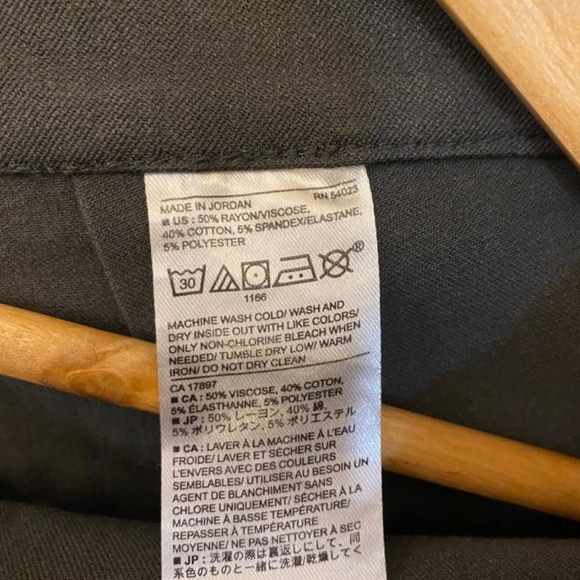 MADE IN JORDAN RN 54023
US : 50% RAYON/VISCOSE,
40% COTTON, 5% SPANDEX/ELASTANE,
5% POLYESTER
30
®
1166
MACHINE WASH COLD/ WASH AND
DRY INSIDE OUT WITH LIKE COLORS/
ONLY NON-CHLORINE BLEACH WHEN
NEEDED/ TUMBLE DRY LOW/ WARM
IRON/ DO NOT DRY CLEAN
CA 17897
CA : 50% VISCOSE, 40% COTON,
5% ÉLASTHANNE, 5% POLYESTER
JP : 50% レーヨン, 40% 綿,
5% ポリウレタン, 5% ポリエステル
CA : LAVER À LA MACHINE À L'EAU
FROIDE/ LAVER ET SÉCHER SUR
L'ENVERS AVEC DES COULEURS
SEMBLABLES/ UTILISER AU BESOIN UN
AGENT DE BLANCHIMENT SANS
CHLORE UNIQUEMENT/ SÉCHER À LA
MACHINE À BASSE TEMPÉRATURE/
REPASSER À TEMPÉRATURE
MOYENNE/ NE PAS NETTOYER À SEC
JP : 洗濯の際は裏返しにして、同
系色のものと一緒に洗濯/乾燥してく